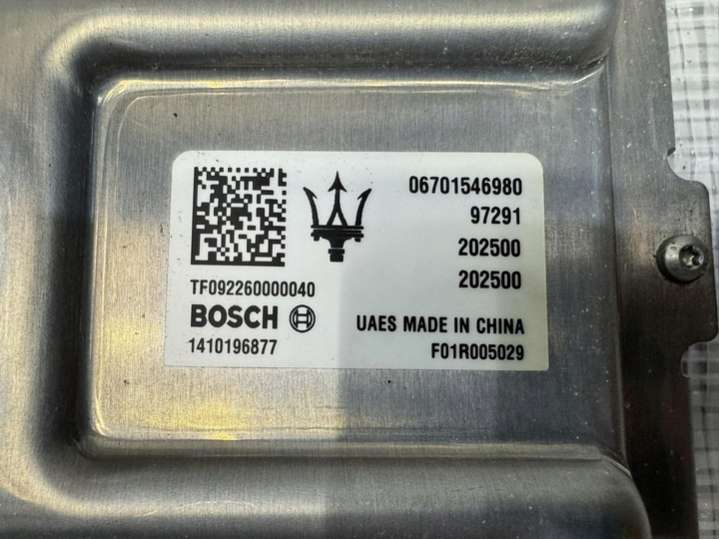 06701546980
97291
202500
202500
TF092260000040
BOSCH
UAES MADE IN CHINA
1410196877
F01R005029